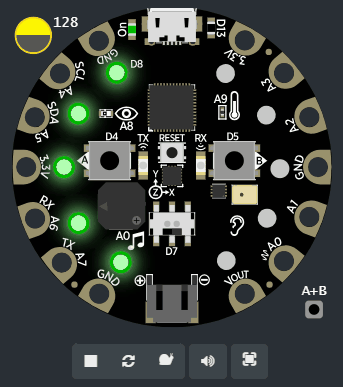 128
On
D13
GND
3.3V
SCL
A4
D8
A3
SDA
A5
A8
A9
A2
D4
TX
RESET
RX
D5
3.3V
A
B
GND
Y
Z
X
RX
A6
A0
A1
D7
TX
A7
A0
GND
VOUT
A+B